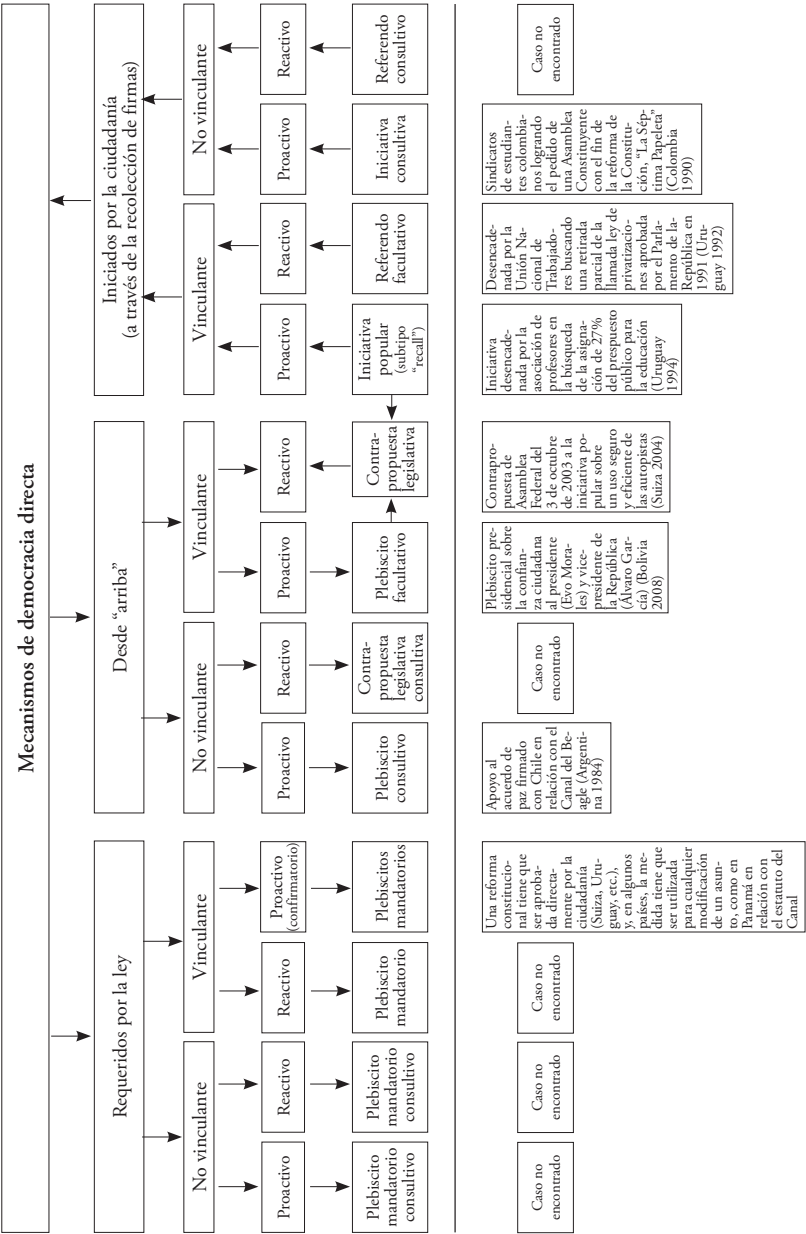 Mecanismos de democracia directa
Requeridos por la ley
Desde “arriba”
Iniciados por la ciudadanía
(a través de la recolección de firmas)
No vinculante
Vinculante
No vinculante
Vinculante
Vinculante
No vinculante
Proactivo
Reactivo
Reactivo
Proactivo
(confirmatorio)
Proactivo
Reactivo
Proactivo
Reactivo
Proactivo
Reactivo
Proactivo
Reactivo
Plebiscito
mandatorio
consultivo
Plebiscito
mandatorio
consultivo
Plebiscito
mandatorio
Plebiscitos
mandatorios
Plebiscito
consultivo
Contra-
propuesta
legislativa
consultiva
Plebiscito
facultativo
Contra-
propuesta
legislativa
Iniciativa
popular
(subtipo
“recall”)
Referendo
facultativo
Iniciativa
consultiva
Referendo
consultivo
Caso no
encontrado
Caso no
encontrado
Caso no
encontrado
Una reforma
constitucio-
nal tiene que
ser aproba-
da directa-
mente por la
ciudadanía
(Suiza, Uru-
guay, etc.),
y, en algunos
países, la me-
dida tiene que
ser utilizada
para cualquier
modificación
de un asun-
to, como en
Panamá en
relación con
el estatuto del
Canal
Apoyo al
acuerdo de
paz firmado
con Chile en
relación con el
Canal del Be-
agle (Argenti-
na 1984)
Caso no
encontrado
Plebiscito pre-
sidencial sobre
la confian-
za ciudadana
al presidente
(Evo Mora-
les) y vice-
presidente de
la República
(Álvaro Gar-
cía) (Bolivia
2008)
Contrapro-
puesta de
Asamblea
Federal del
3 de octubre
de 2003 a la
iniciativa po-
pular sobre
un uso seguro
y eficiente de
las autopistas
(Suiza 2004)
Iniciativa
desencade-
nada por la
asociación de
profesores en
la búsqueda
de la asigna-
ción de 27%
del prespuesto
público para
la educación
(Uruguay
1994)
Desencade-
nada por la
Unión Na-
cional de
Trabajado-
res buscando
una retirada
parcial de la
llamada ley de
privatizacio-
nes aprobada
por el Parla-
mento de la-
República en
1991 (Uru-
guay 1992)
Sindicatos
de estudian-
tes colombia-
nos logrando
el pedido de
una Asamblea
Constituyente
con el fin de
la reforma de
la Constitu-
ción, “La Sép-
tima Papeleta”
(Colombia
1990)
Caso no
encontrado